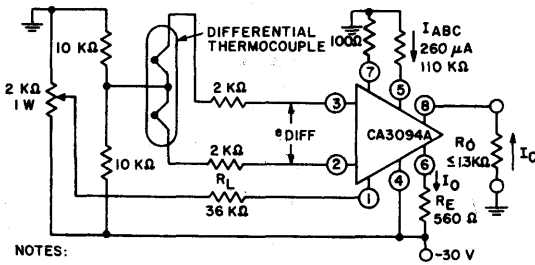 DIFFERENTIAL
THERMOCOUPLE
10 KΩ
2 KΩ
1 W
10 KΩ
2 KΩ
2 KΩ
RL
36 KΩ
eDIFF
100Ω
IABC
260 µA
110 KΩ
7
5
3
8
CA3094A
2
6
1
4
RO
≤1.3KΩ
IO
IO
RE
560 Ω
-30 V
NOTES: